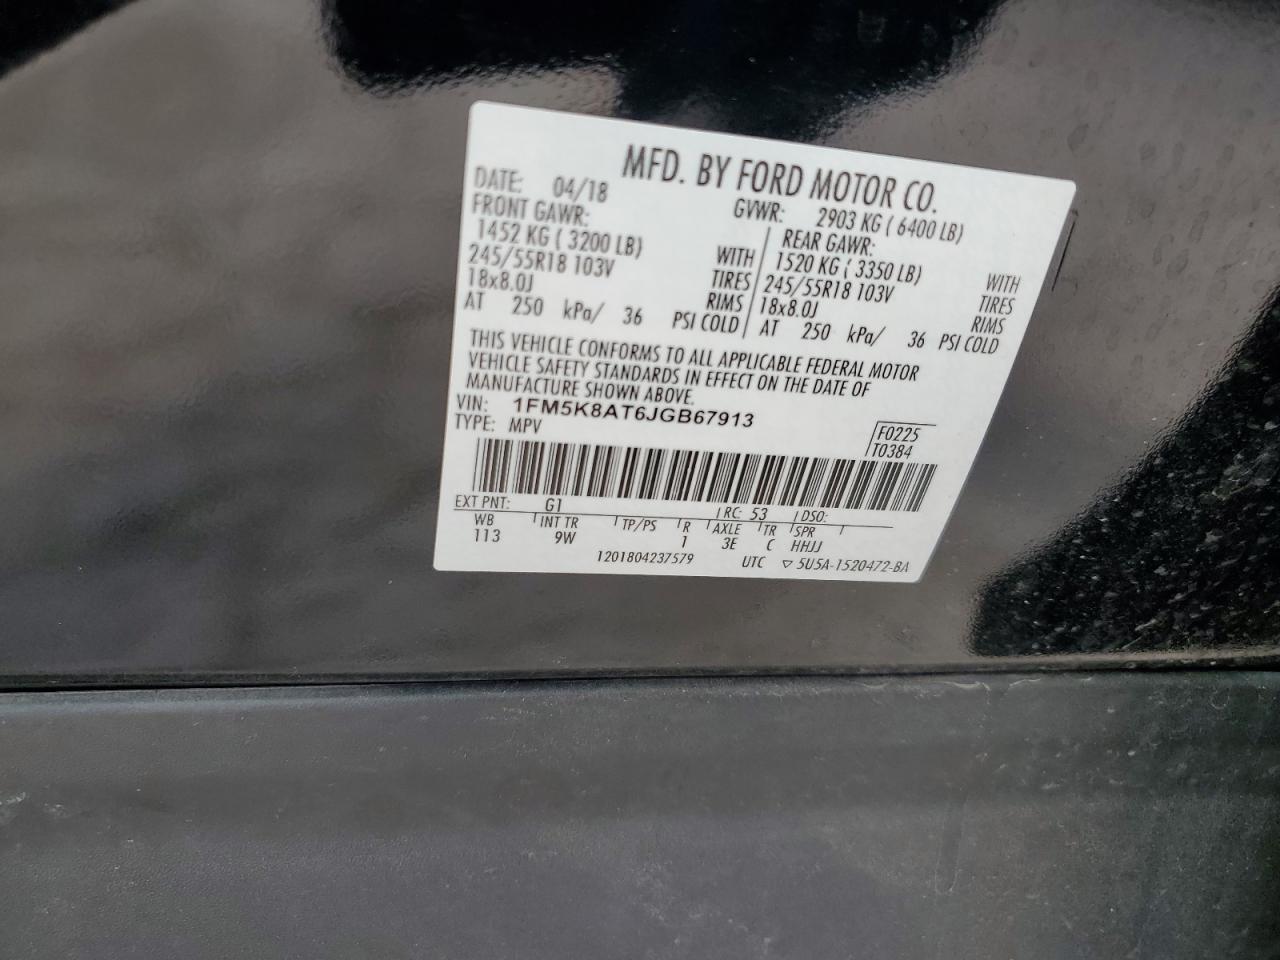 MFD. BY FORD MOTOR CO.
DATE: 04/18 GVWR: 2903 KG ( 6400 LB)
FRONT GAWR: REAR GAWR:
1452 KG ( 3200 LB) WITH 1520 KG ( 3350 LB) WITH
245/55R18 103V TIRES 245/55R18 103V TIRES
18x8.0J RIMS 18x8.0J RIMS
AT 250 kPa/ 36 PSI COLD AT 250 kPa/ 36 PSI COLD
THIS VEHICLE CONFORMS TO ALL APPLICABLE FEDERAL MOTOR
VEHICLE SAFETY STANDARDS IN EFFECT ON THE DATE OF
MANUFACTURE SHOWN ABOVE.
VIN: 1FM5K8AT6JGB67913
TYPE: MPV F0225
T0384
EXT PNT: G1 RC: 53 DSO:
WB INT TR TP/PS R AXLE TR SPR
113 9W 1 3E C HHJJ
1201804237579 UTC ▽ 5U5A-1520472-BA